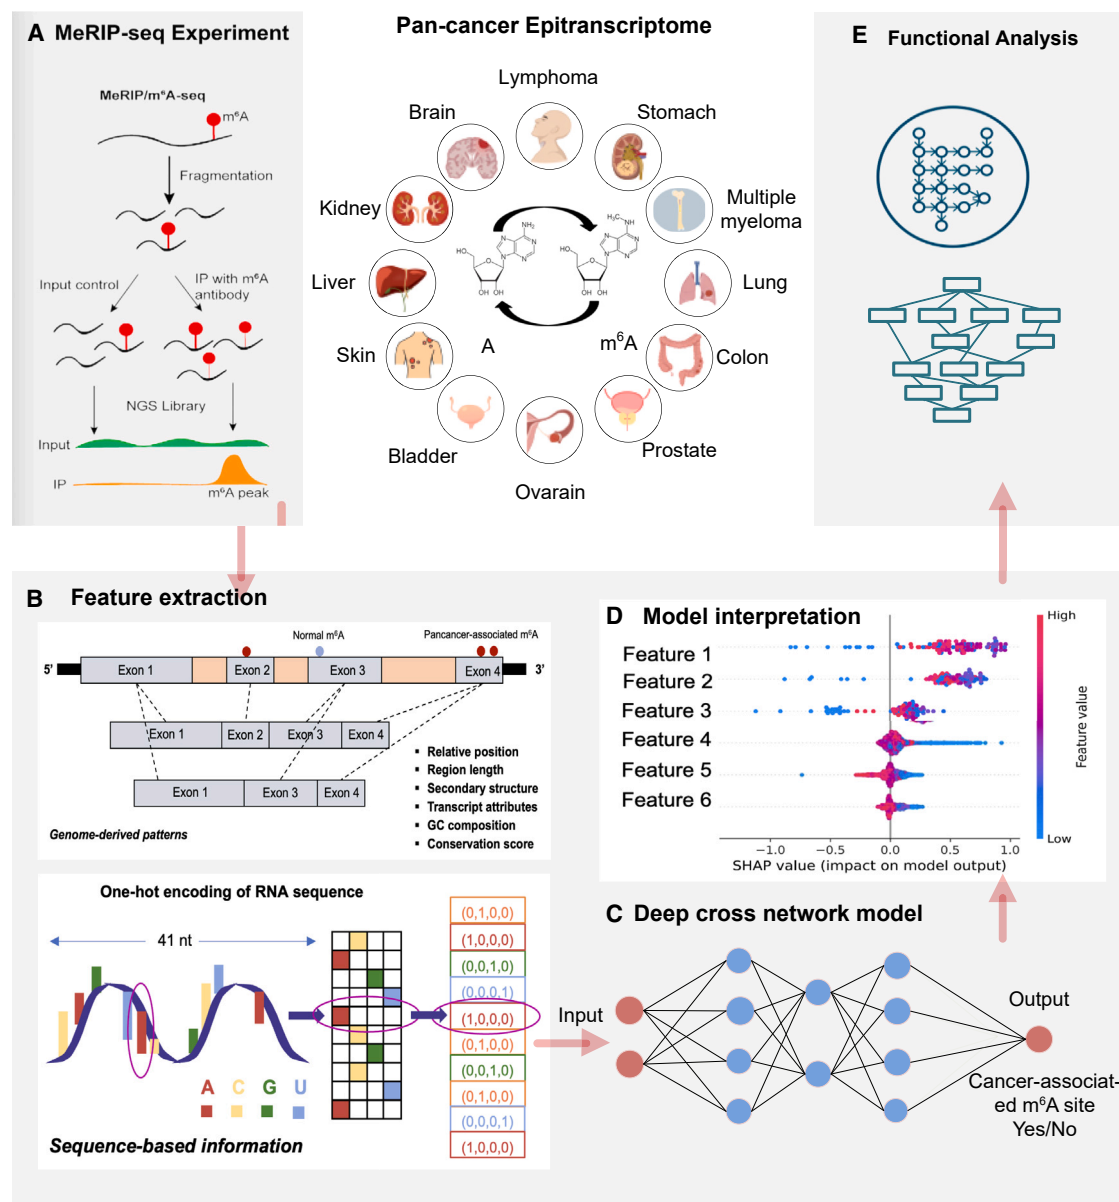 A MeRIP-seq Experiment
MeRIP/m⁶A-seq
m⁶A
Fragmentation
Input control
IP with m⁶A
antibody
NGS Library
Input
IP
m⁶A peak
Pan-cancer Epitranscriptome
Lymphoma
Brain
Stomach
Kidney
Multiple
myeloma
Liver
Lung
Skin
Colon
Bladder
Prostate
Ovarain
NH₂
N
N
N
N
HO
O
OH OH
A
H₃C
NH
N
N
N
N
HO
O
OH OH
m⁶A
E Functional Analysis
B Feature extraction
Normal m⁶A
Pancancer-associated m⁶A
5'
Exon 1
Exon 2
Exon 3
Exon 4
3'
Exon 1
Exon 2
Exon 3
Exon 4
Exon 1
Exon 3
Exon 4
▪ Relative position
▪ Region length
▪ Secondary structure
▪ Transcript attributes
▪ GC composition
▪ Conservation score
Genome-derived patterns
One-hot encoding of RNA sequence
41 nt
A C G U
Sequence-based information
(0,1,0,0)
(1,0,0,0)
(0,0,1,0)
(0,0,0,1)
(1,0,0,0)
(0,1,0,0)
(0,0,1,0)
(0,1,0,0)
(0,0,0,1)
(1,0,0,0)
D Model interpretation
Feature 1
Feature 2
Feature 3
Feature 4
Feature 5
Feature 6
−1.0 −0.5 0.0 0.5 1.0
SHAP value (impact on model output)
High
Feature value
Low
C Deep cross network model
Input
Output
Cancer-associat-
ed m⁶A site
Yes/No